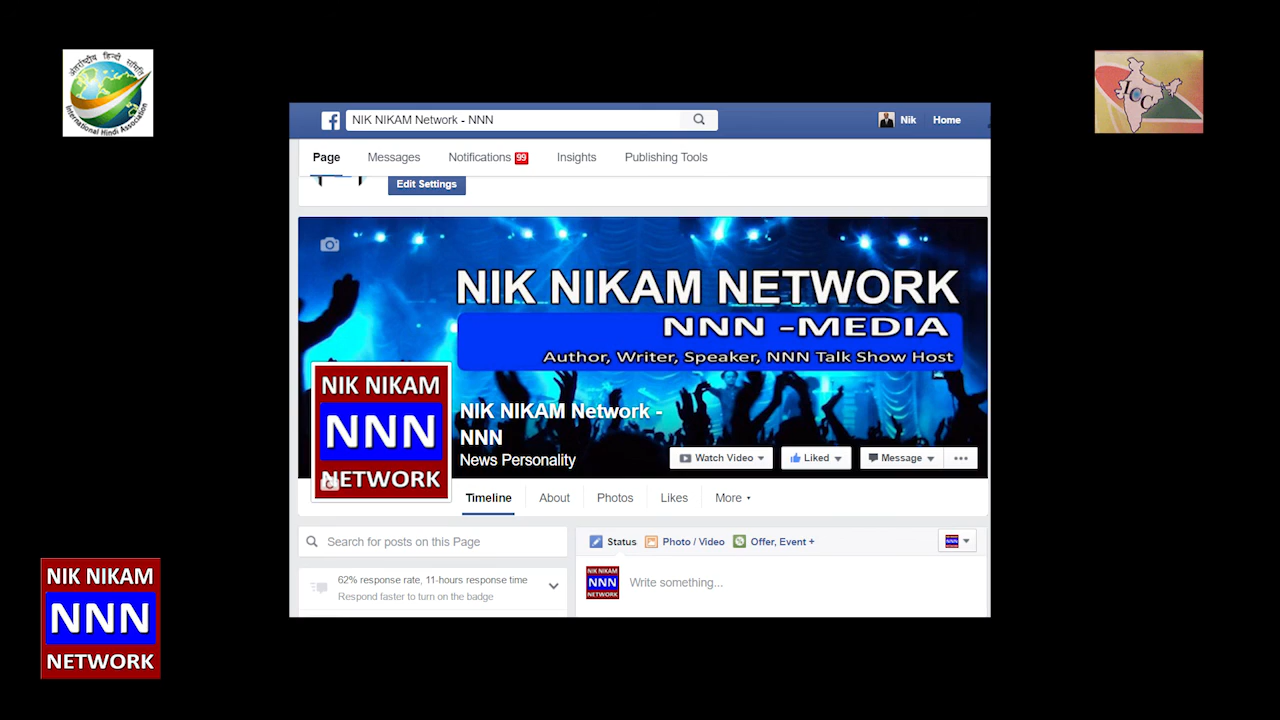 अंतर्राष्ट्रीय हिन्दी समिति
International Hindi Association
ICC
NIK NIKAM Network - NNN
Nik
Home
Page
Messages
Notifications 99
Insights
Publishing Tools
Edit Settings
NIK NIKAM NETWORK
NNN -MEDIA
Author, Writer, Speaker, NNN Talk Show Host
NIK NIKAM
NNN
NETWORK
NIK NIKAM Network -
NNN
News Personality
Watch Video
Liked
Message
Timeline
About
Photos
Likes
More
Search for posts on this Page
Status
Photo / Video
Offer, Event +
NNN
62% response rate, 11-hours response time
Respond faster to turn on the badge
NIK NIKAM
NNN
NETWORK
Write something...
NIK NIKAM
NNN
NETWORK